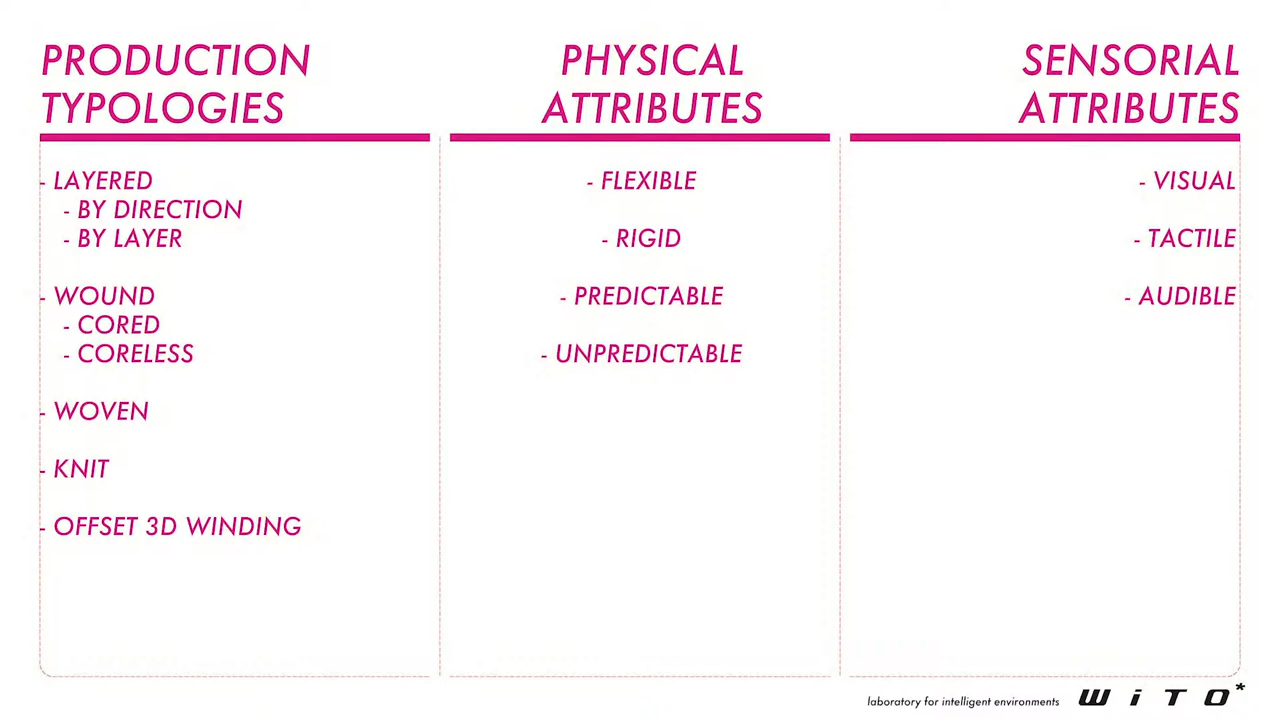 PRODUCTION
TYPOLOGIES
- LAYERED
- BY DIRECTION
- BY LAYER
- WOUND
- CORED
- CORELESS
- WOVEN
- KNIT
- OFFSET 3D WINDING
PHYSICAL
ATTRIBUTES
- FLEXIBLE
- RIGID
- PREDICTABLE
- UNPREDICTABLE
SENSORIAL
ATTRIBUTES
- VISUAL
- TACTILE
- AUDIBLE
laboratory for intelligent environments WiTO*